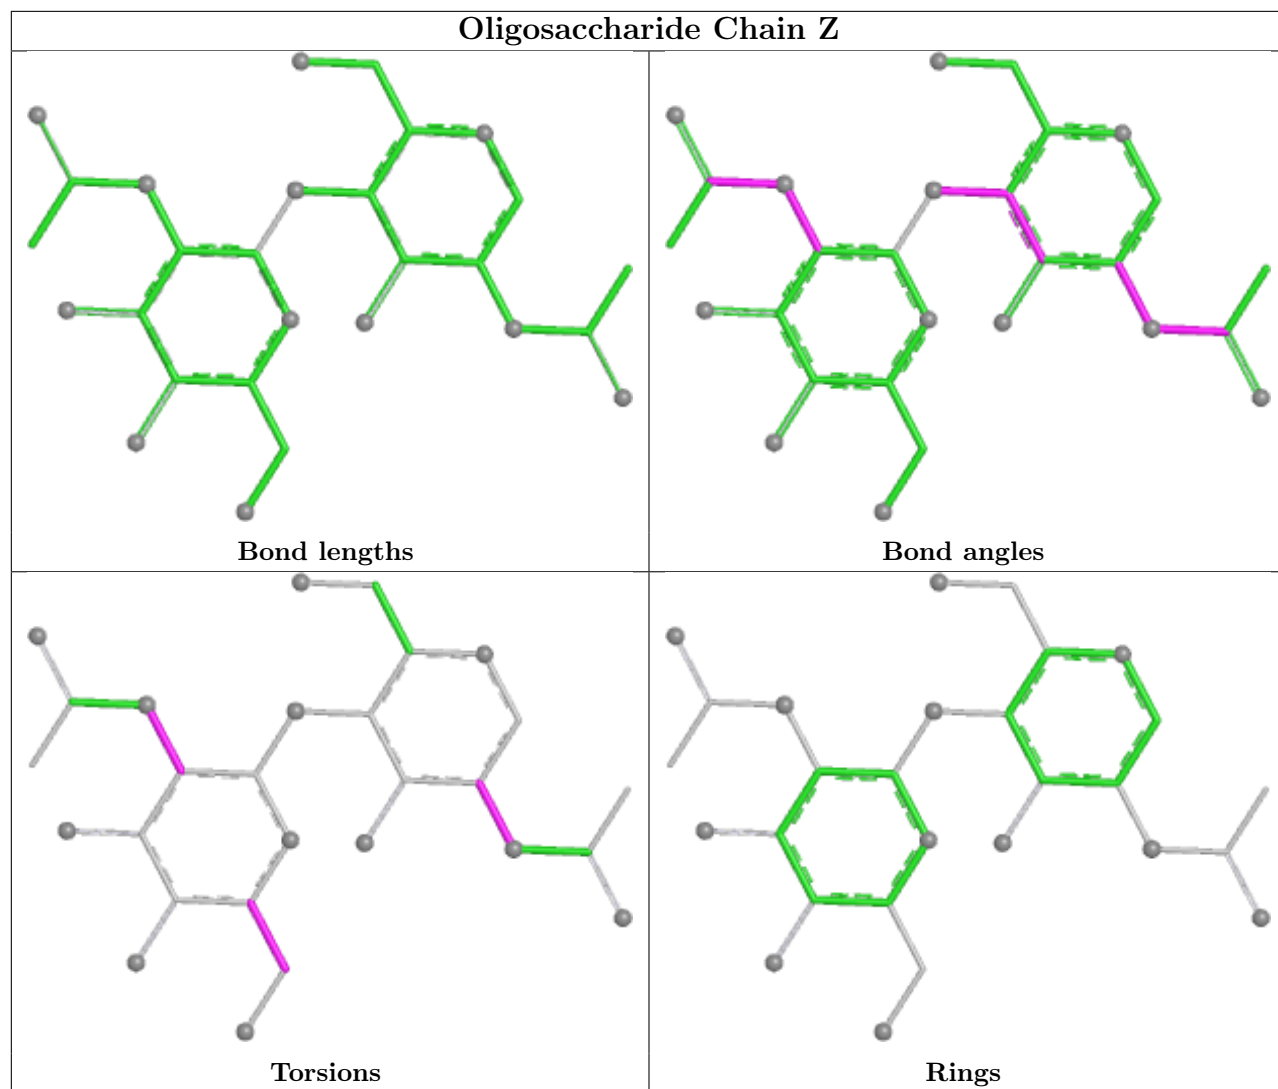 Oligosaccharide Chain Z
Bond lengths
Bond angles
Torsions
Rings